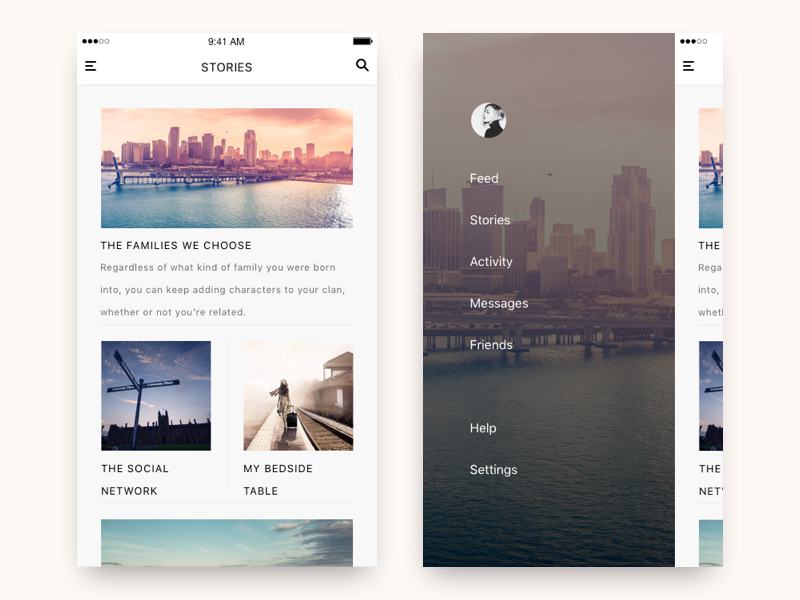 9:41 AM
STORIES
THE FAMILIES WE CHOOSE
Regardless of what kind of family you were born
into, you can keep adding characters to your clan,
whether or not you're related.
THE SOCIAL
NETWORK
MY BEDSIDE
TABLE
Feed
Stories
Activity
Messages
Friends
Help
Settings
THE
Rega
into,
whet
THE
NET